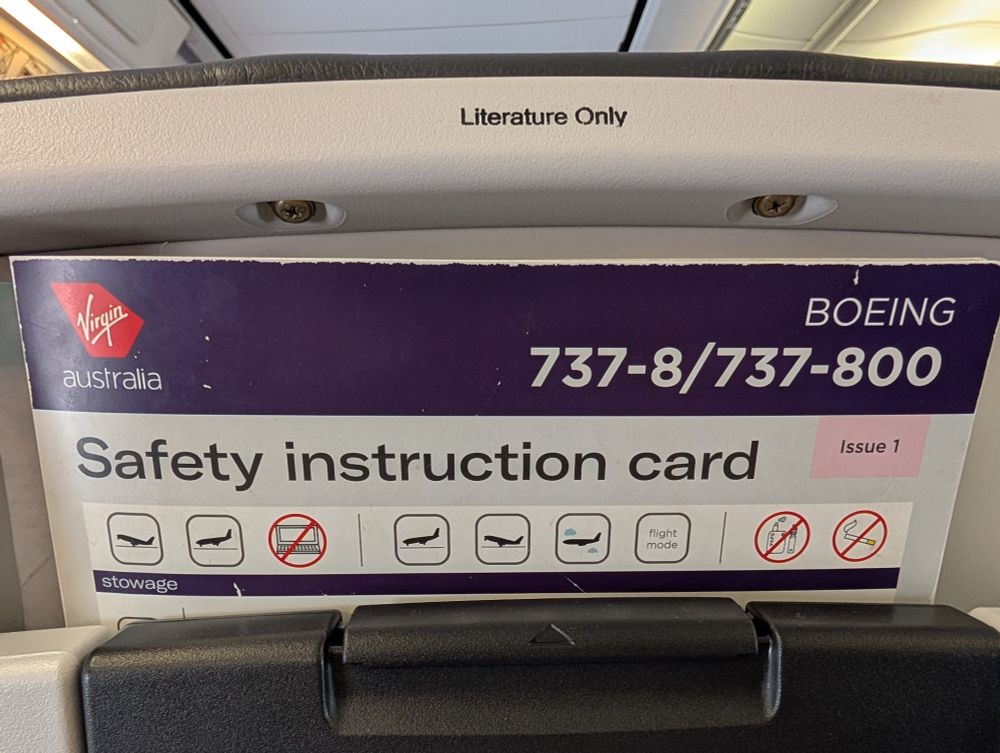 Literature Only
Virgin
australia
BOEING
737-8/737-800
Safety instruction card
Issue 1
flight
mode
stowage